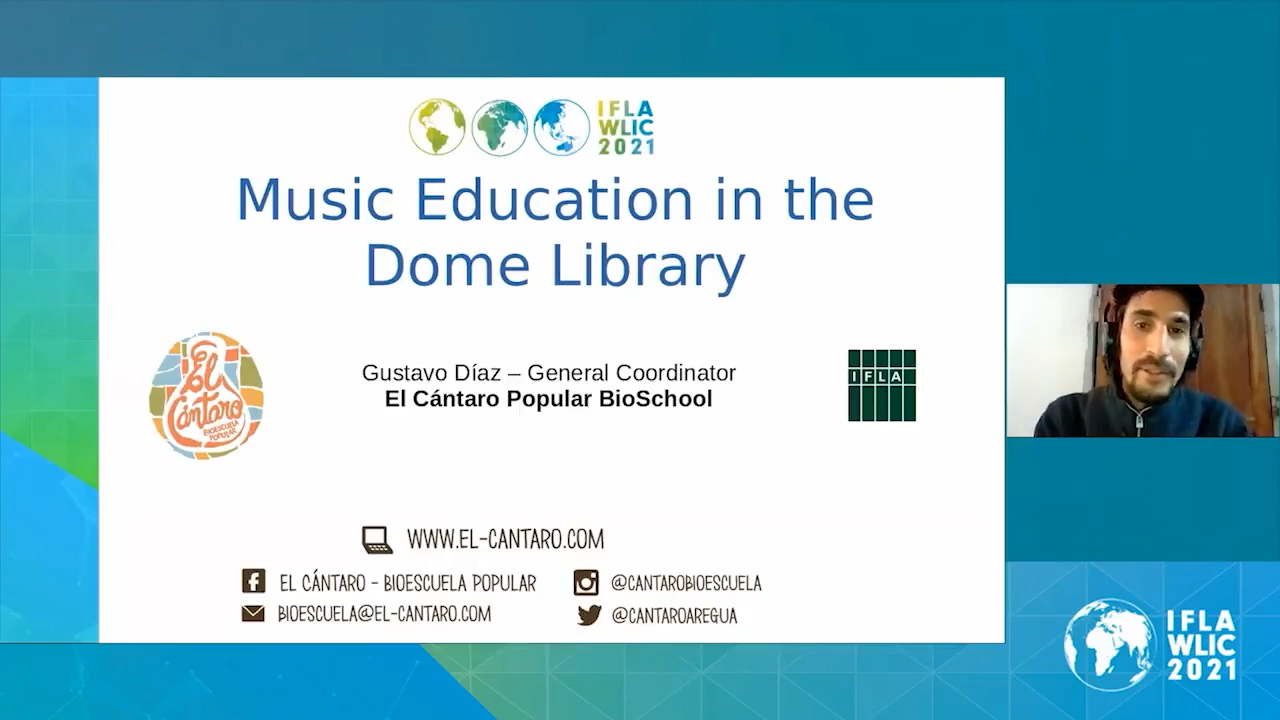 IFLA
WLIC
2021
Music Education in the
Dome Library
El
Cántaro
BIOESCUELA
POPULAR
Gustavo Díaz – General Coordinator
El Cántaro Popular BioSchool
IFLA
WWW.EL-CANTARO.COM
EL CÁNTARO - BIOESCUELA POPULAR
@CANTAROBIOESCUELA
BIOESCUELA@EL-CANTARO.COM
@CANTAROAREGUA
IFLA
WLIC
2021